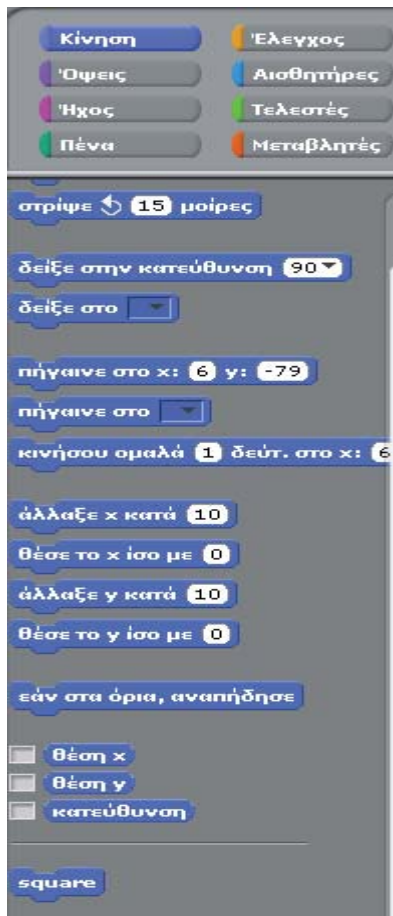 Κίνηση Έλεγχος
Όψεις Αισθητήρες
Ήχος Τελεστές
Πένα Μεταβλητές
στρίψε 15 μοίρες
δείξε στην κατεύθυνση 90
δείξε στο
πήγαινε στο x: 6 y: -79
πήγαινε στο
κινήσου ομαλά 1 δεύτ. στο x: 6
άλλαξε x κατά 10
θέσε το x ίσο με 0
άλλαξε y κατά 10
θέσε το y ίσο με 0
εάν στα όρια, αναπήδησε
θέση x
θέση y
κατεύθυνση
square